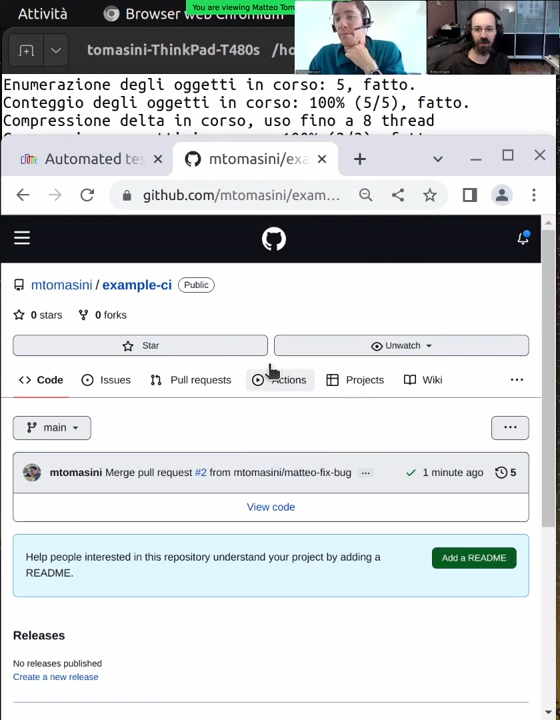 You are viewing Matteo Tom
Attività Browser web Chromium
tomasini-ThinkPad-T480s /ho
Enumerazione degli oggetti in corso: 5, fatto.
Conteggio degli oggetti in corso: 100% (5/5), fatto.
Compressione delta in corso, uso fino a 8 thread
Automated tes mtomasini/exa
github.com/mtomasini/exam...
mtomasini / example-ci Public
0 stars 0 forks
Star Unwatch
Code Issues Pull requests Actions Projects Wiki ...
main ...
mtomasini Merge pull request #2 from mtomasini/matteo-fix-bug ... 1 minute ago 5
View code
Help people interested in this repository understand your project by adding a
README.
Add a README
Releases
No releases published
Create a new release